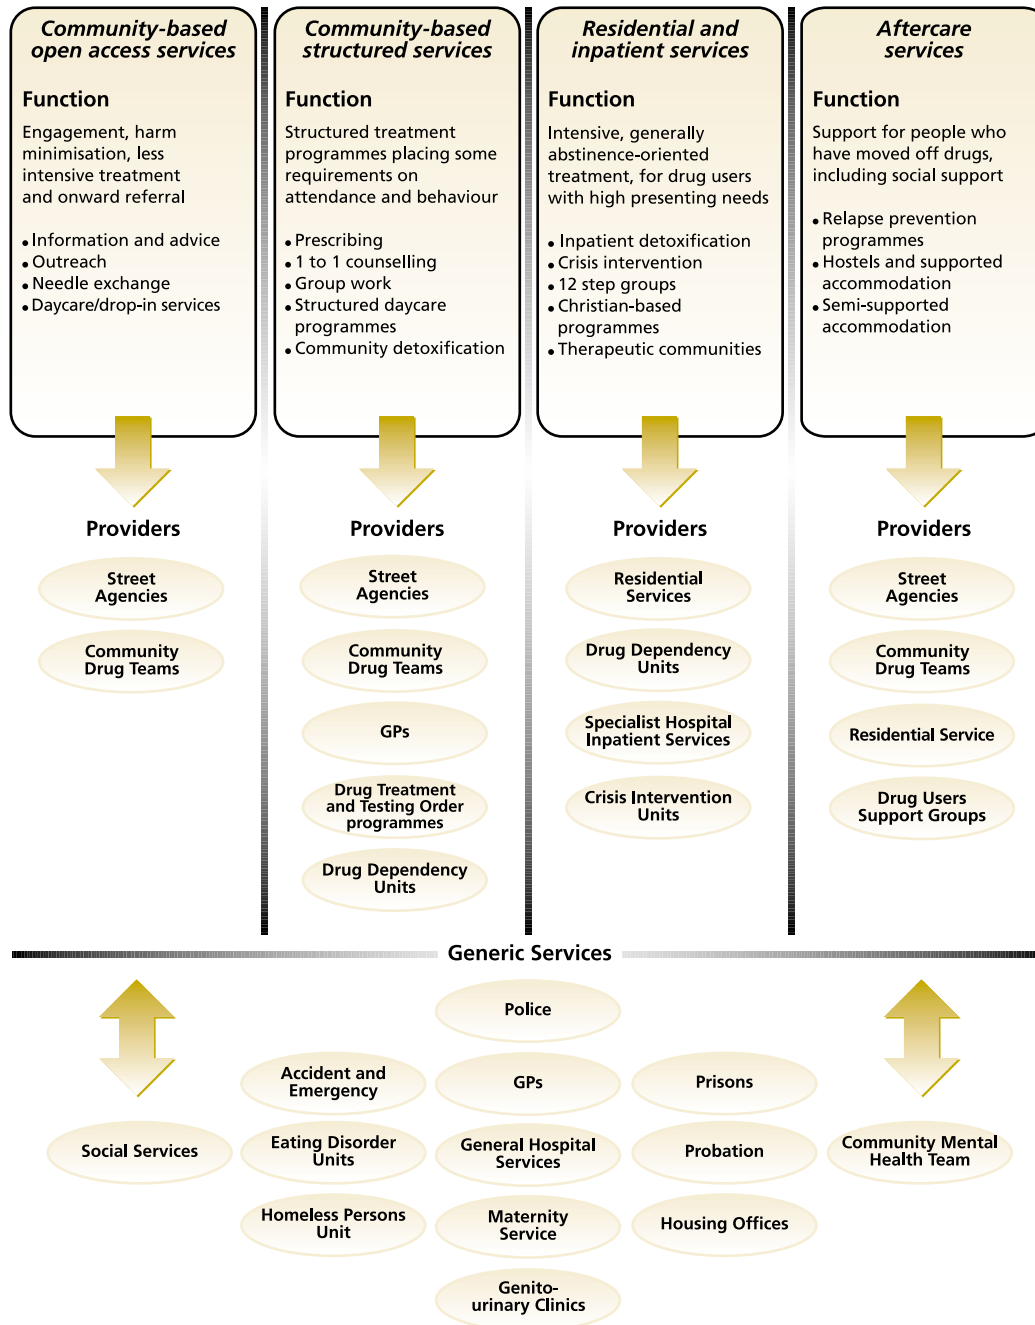 Community-based
open access services
Function
Engagement, harm
minimisation, less
intensive treatment
and onward referral
• Information and advice
• Outreach
• Needle exchange
• Daycare/drop-in services
Community-based
structured services
Function
Structured treatment
programmes placing some
requirements on
attendance and behaviour
• Prescribing
• 1 to 1 counselling
• Group work
• Structured daycare
programmes
• Community detoxification
Residential and
inpatient services
Function
Intensive, generally
abstinence-oriented
treatment, for drug users
with high presenting needs
• Inpatient detoxification
• Crisis intervention
• 12 step groups
• Christian-based
programmes
• Therapeutic communities
Aftercare
services
Function
Support for people who
have moved off drugs,
including social support
• Relapse prevention
programmes
• Hostels and supported
accommodation
• Semi-supported
accommodation
Providers
Street
Agencies
Community
Drug Teams
Providers
Street
Agencies
Community
Drug Teams
GPs
Drug Treatment
and Testing Order
programmes
Drug Dependency
Units
Providers
Residential
Services
Drug Dependency
Units
Specialist Hospital
Inpatient Services
Crisis Intervention
Units
Providers
Street
Agencies
Community
Drug Teams
Residential Service
Drug Users
Support Groups
Generic Services
Police
Accident and
Emergency
GPs
Prisons
Social Services
Eating Disorder
Units
General Hospital
Services
Probation
Community Mental
Health Team
Homeless Persons
Unit
Maternity
Service
Housing Offices
Genito-
urinary Clinics